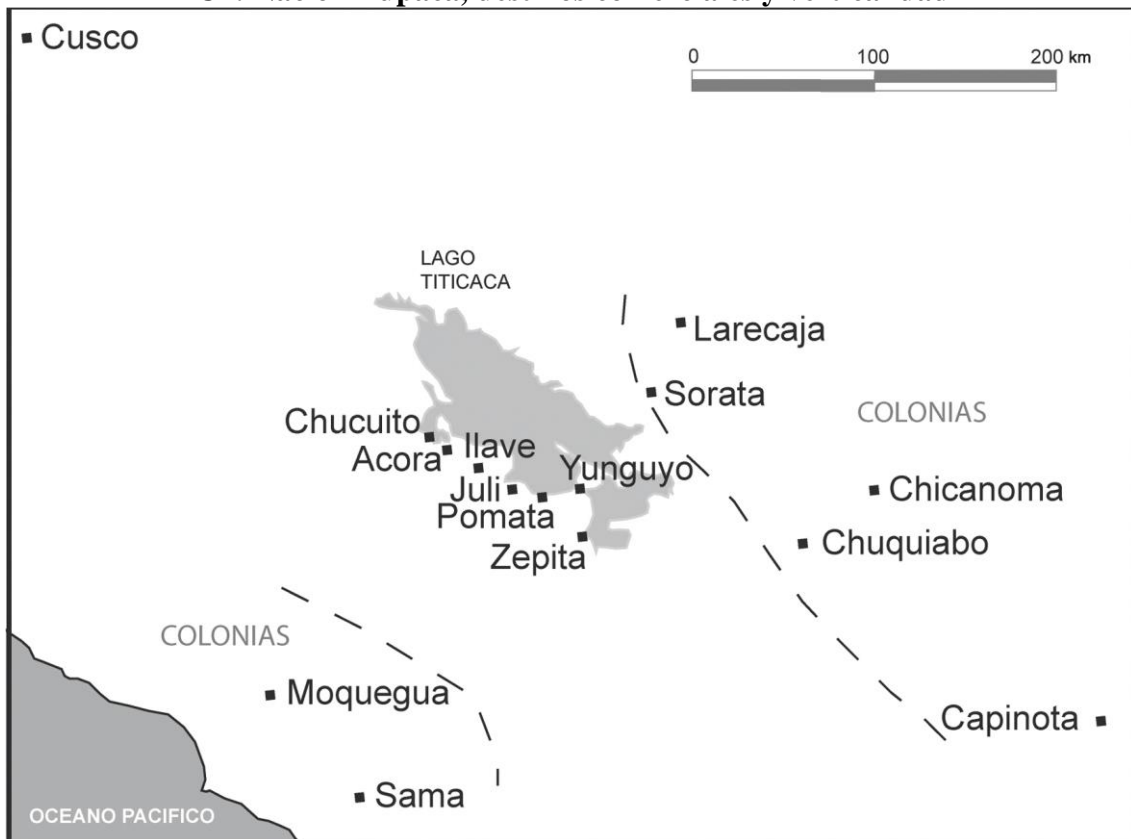 Cusco
0 100 200 km
LAGO
TITICACA
Larecaja
Sorata
COLONIAS
Chucuito
Acora
Ilave
Yunguyo
Juli
Pomata
Chicanoma
Zepita
Chuquiabo
COLONIAS
Moquegua
Capinota
Sama
OCEANO PACIFICO